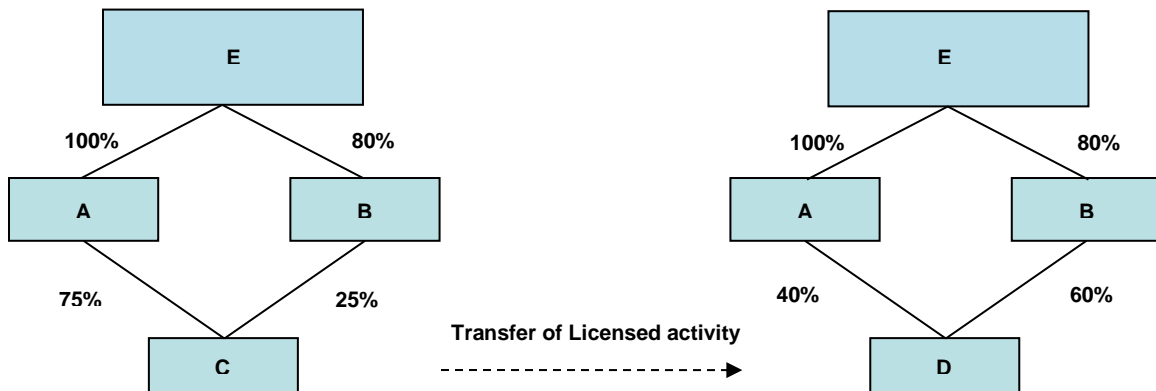 E
E
100%
80%
100%
80%
A
B
A
B
75%
25%
40%
60%
Transfer of Licensed activity
C
D